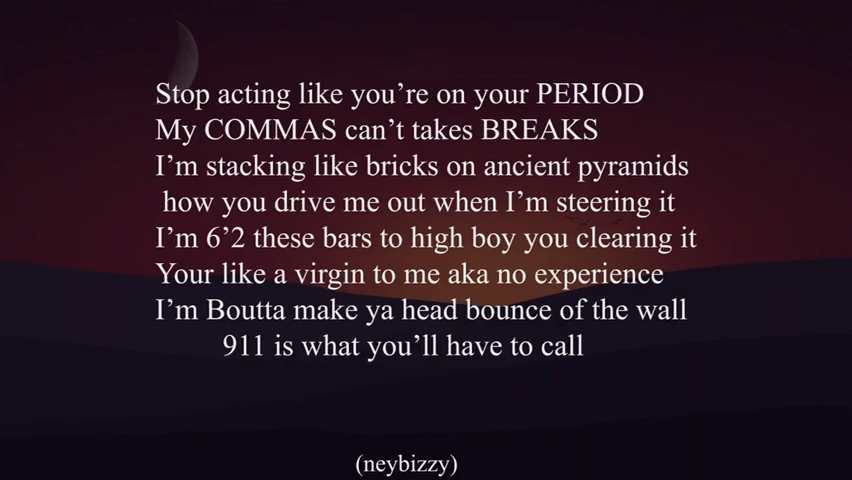 Stop acting like you’re on your PERIOD
My COMMAS can’t takes BREAKS
I’m stacking like bricks on ancient pyramids
how you drive me out when I’m steering it
I’m 6’2 these bars to high boy you clearing it
Your like a virgin to me aka no experience
I’m Boutta make ya head bounce of the wall
911 is what you’ll have to call
(neybizzy)